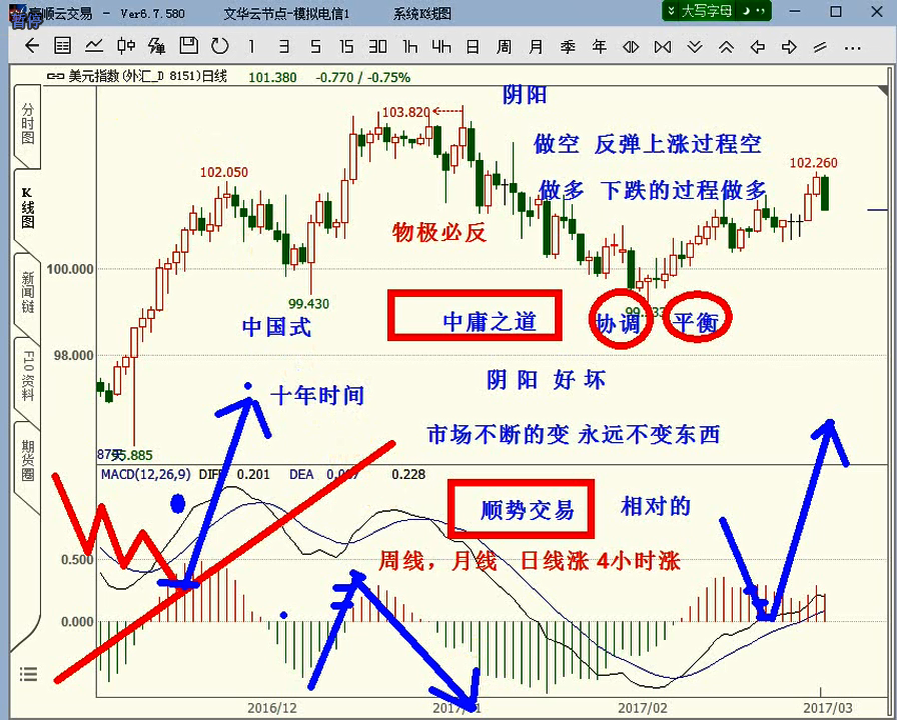 暂停
豪顺云交易 - Ver6.7.580 文华云节点-模拟电信1 系统K线图
大写字母
1 3 5 15 30 1h 4h 日 周 月 季 年
美元指数(外汇_D 8151)日线 101.380 -0.770 / -0.75%
分时图
K线图
新闻链
F10资料
期货圈
阴阳
103.820
做空 反弹上涨过程空
102.260
102.050
做多 下跌的过程做多
物极必反
100.000
99.430
中国式
中庸之道
协调
平衡
98.000
阴 阳 好 坏
十年时间
市场不断的变 永远不变东西
95.885
MACD(12,26,9) DIFF 0.201 DEA 0.228
顺势交易
相对的
周线，月线 日线涨 4小时涨
0.500
0.000
2016/12 2017/01 2017/02 2017/03